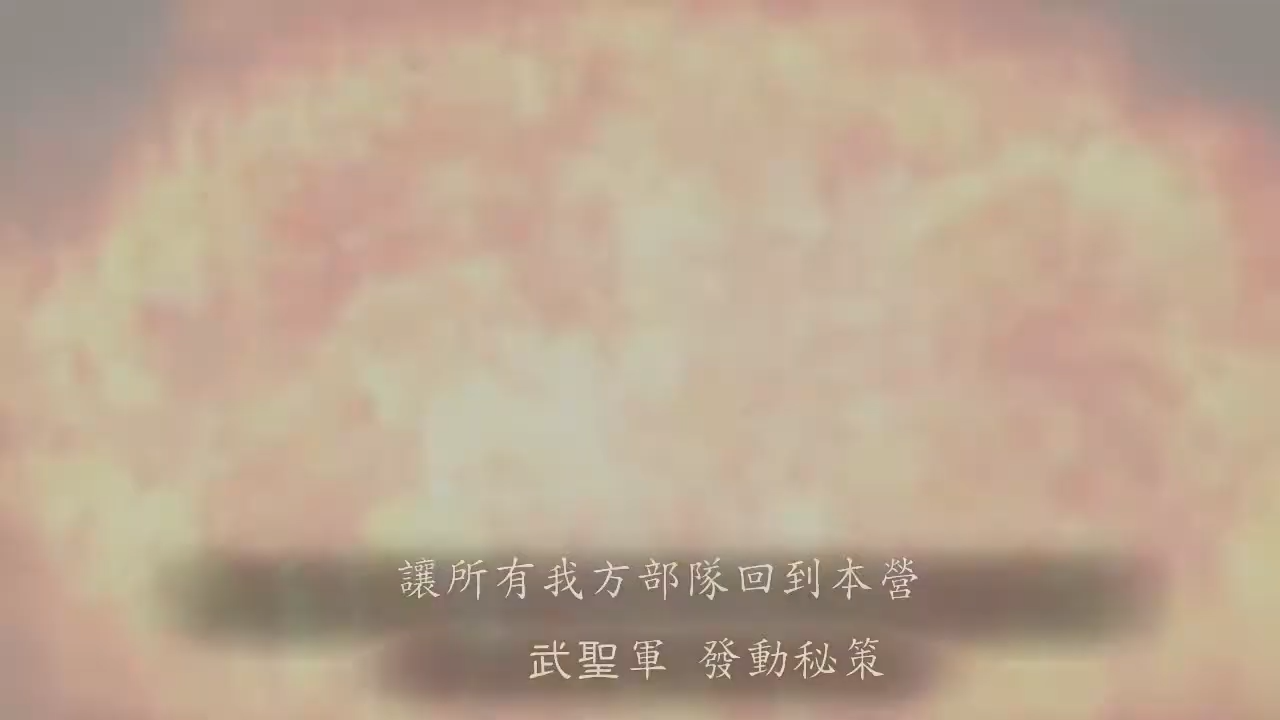 讓所有我方部隊回到本營
武聖軍 發動秘策